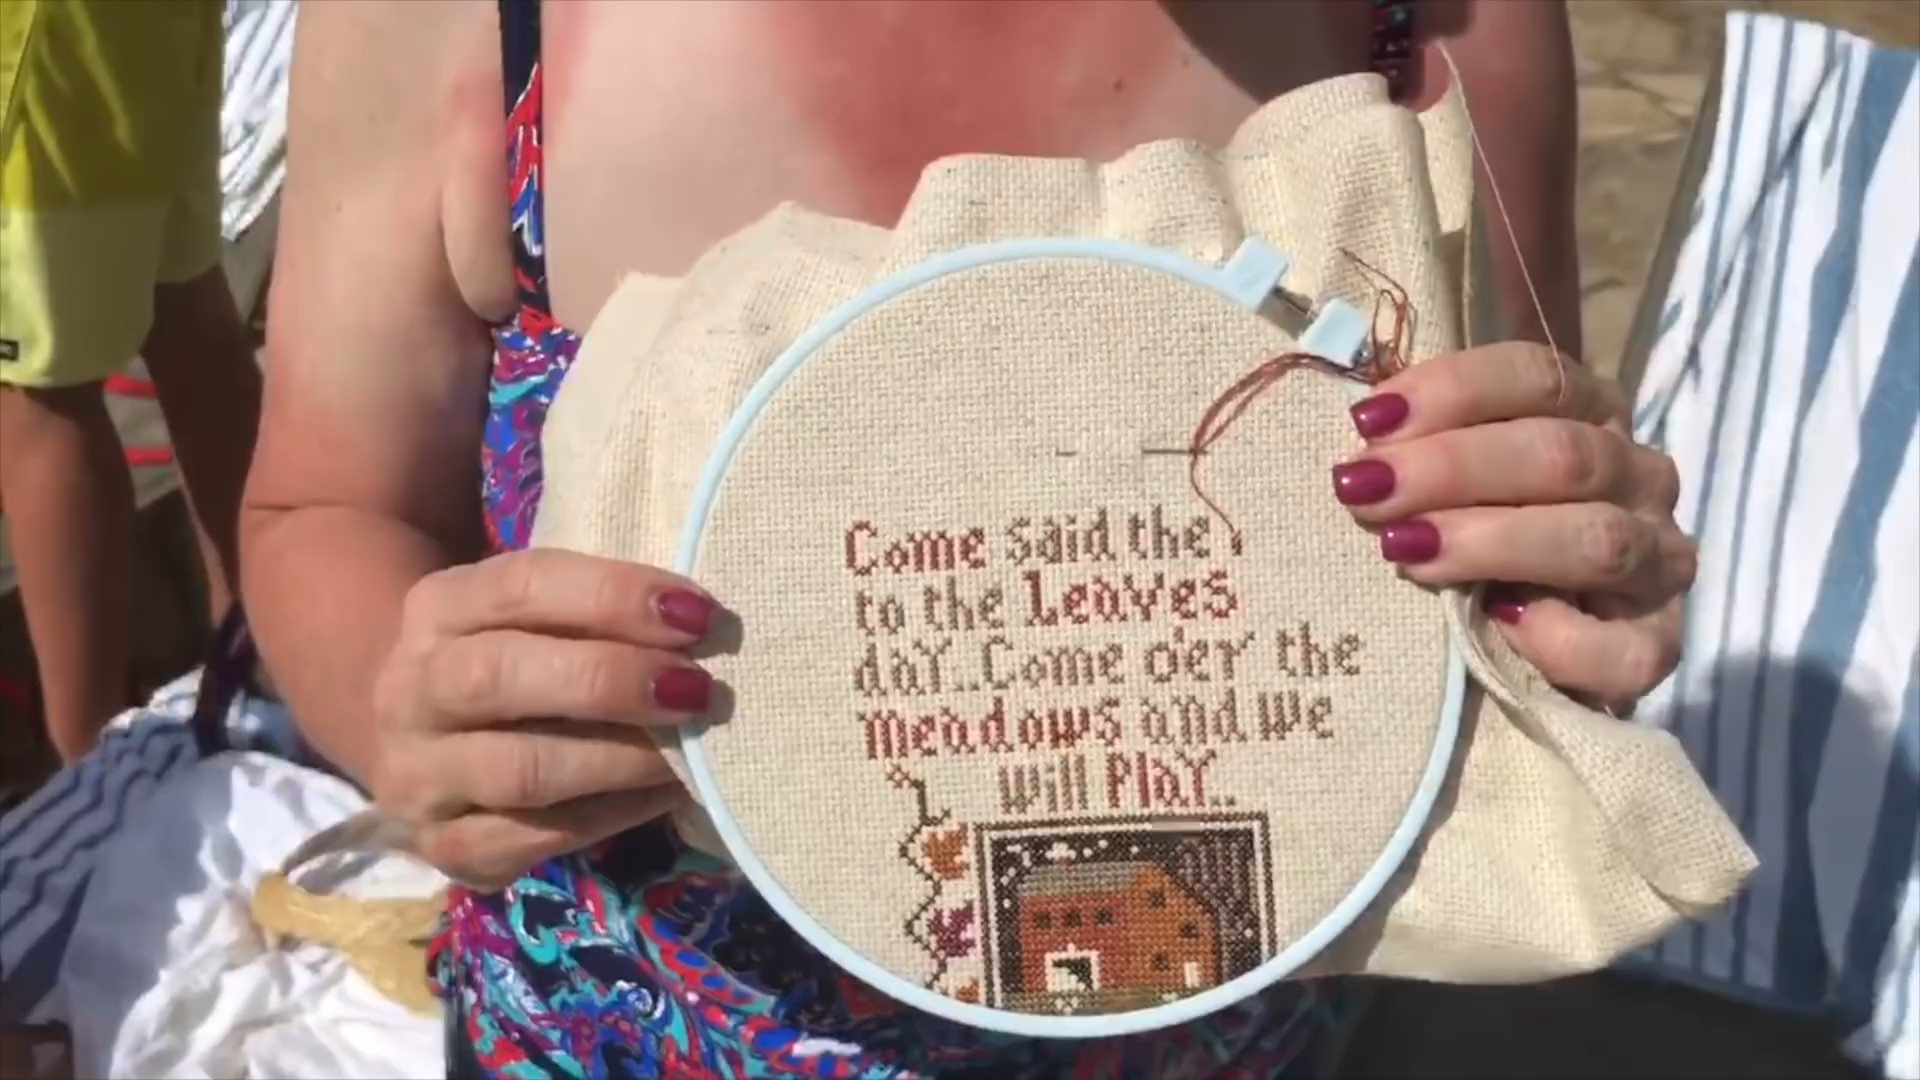 Come said the
to the Leaves
day..Come o'er the
meadows and we
will Play..